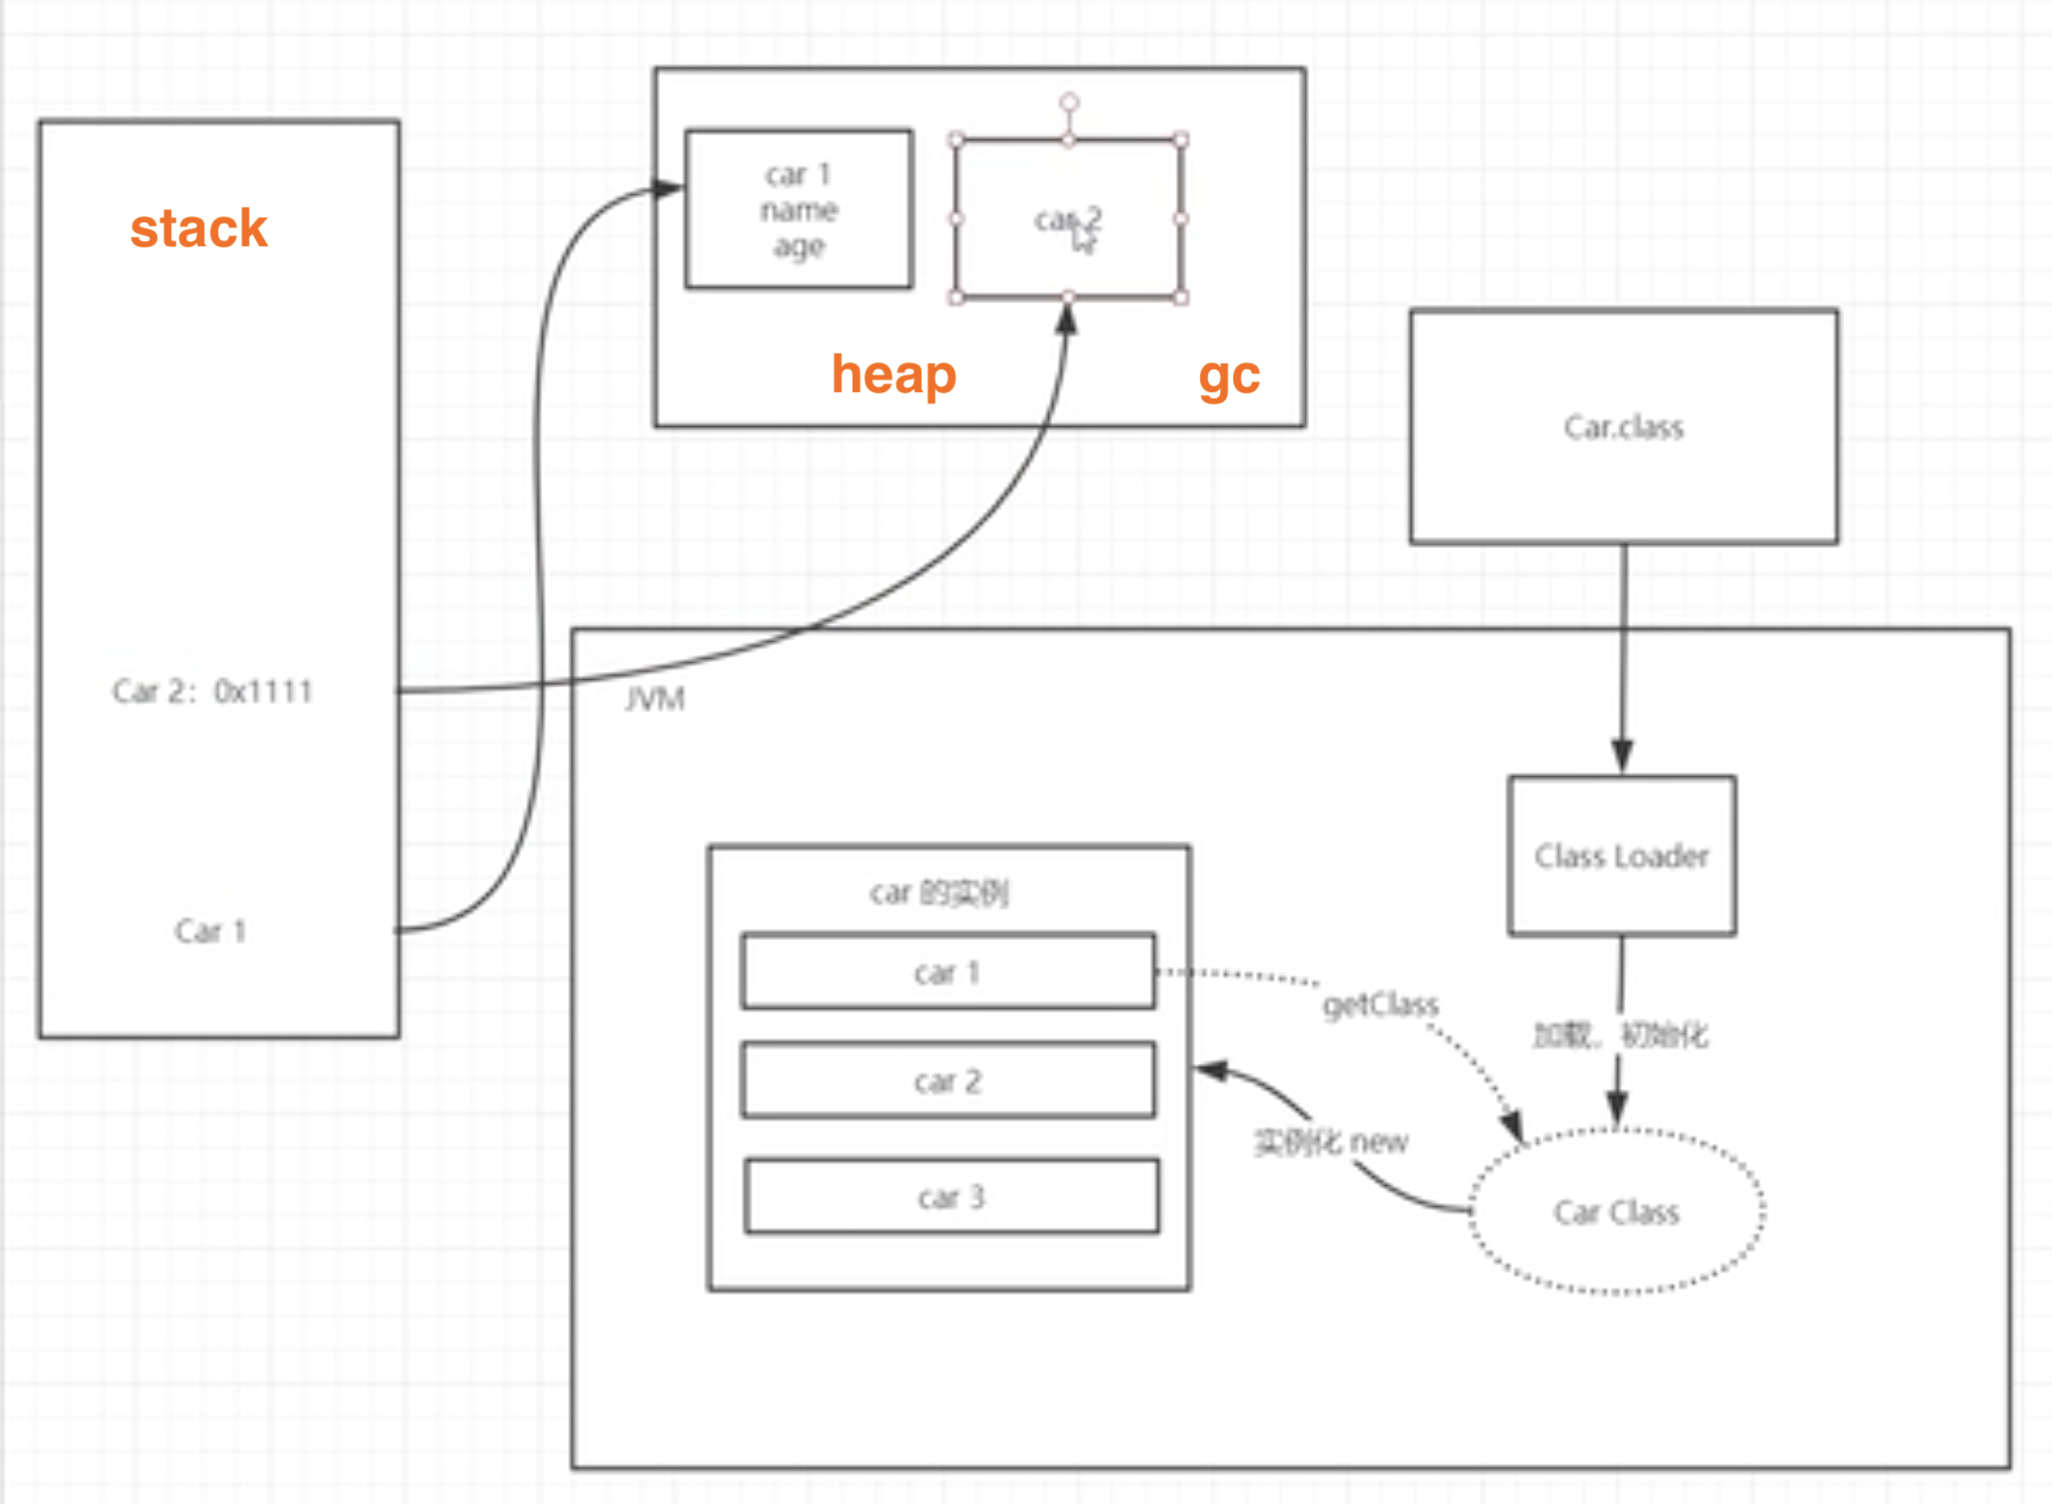 stack
car 1
name
age
car 2
heap
gc
Car.class
Car 2：0x1111
JVM
Car 1
Class Loader
car 的实例
car 1
getClass
加载，初始化
car 2
实例化 new
car 3
Car Class